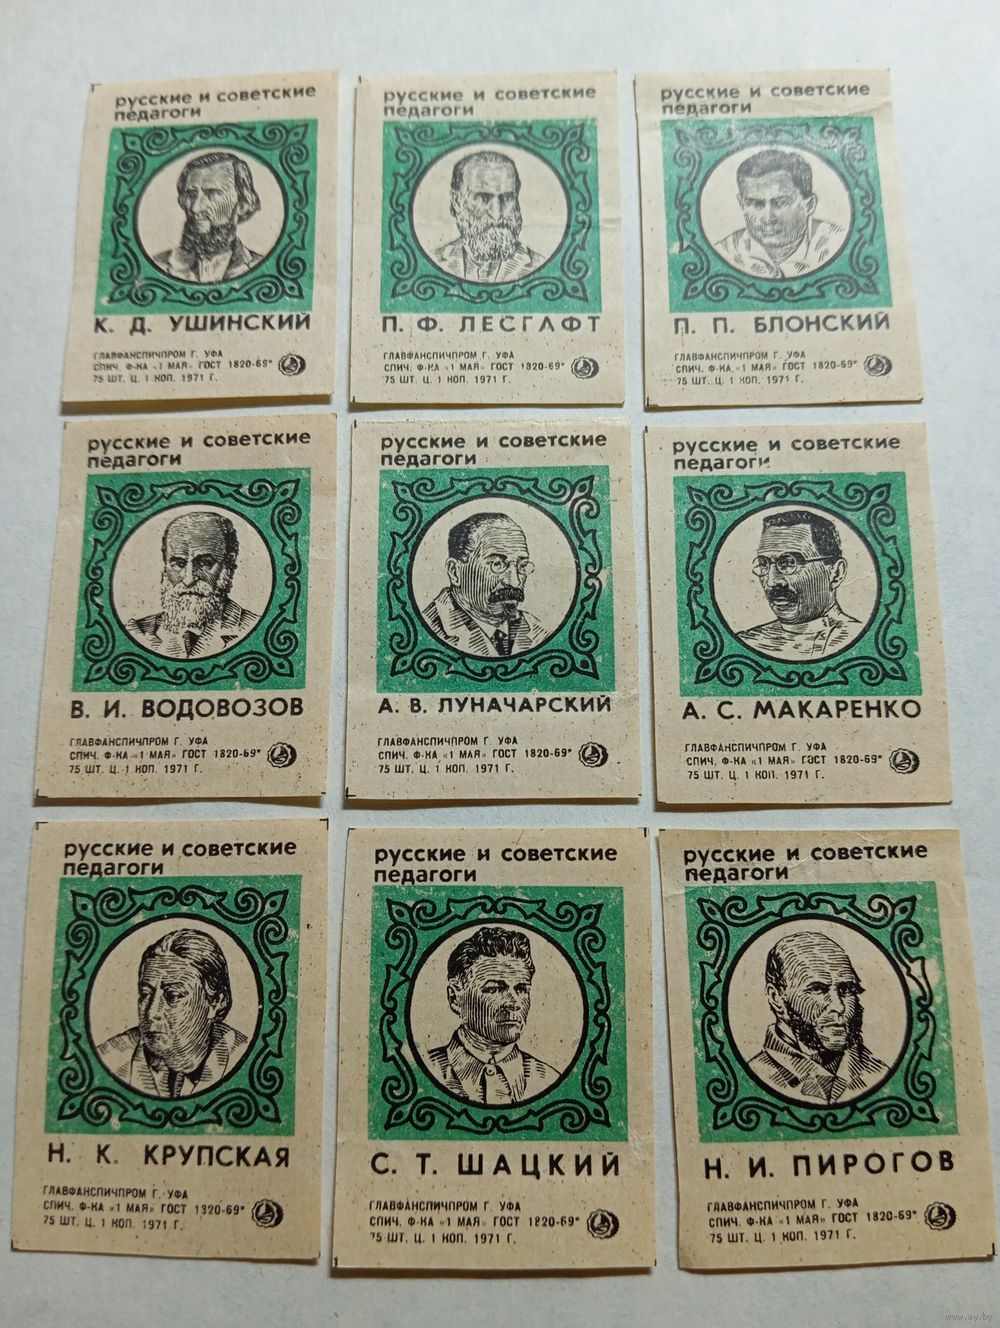 русские и советские
педагоги
К. Д. УШИНСКИЙ
ГЛАВФАНСПИЧПРОМ Г. УФА
СПИЧ. Ф-КА «1 МАЯ» ГОСТ 1820-69*
75 ШТ. Ц. 1 КОП. 1971 Г.
русские и советские
педагоги
П. Ф. ЛЕСГАФТ
ГЛАВФАНСПИЧПРОМ Г. УФА
СПИЧ. Ф-КА «1 МАЯ» ГОСТ 1820-69*
75 ШТ. Ц. 1 КОП. 1971 Г.
русские и советские
педагоги
П. П. БЛОНСКИЙ
ГЛАВФАНСПИЧПРОМ Г. УФА
СПИЧ. Ф-КА «1 МАЯ» ГОСТ 1820-69*
75 ШТ. Ц. 1 КОП. 1971 Г.
русские и советские
педагоги
В. И. ВОДОВОЗОВ
ГЛАВФАНСПИЧПРОМ Г. УФА
СПИЧ. Ф-КА «1 МАЯ» ГОСТ 1820-69*
75 ШТ. Ц. 1 КОП. 1971 Г.
русские и советские
педагоги
А. В. ЛУНАЧАРСКИЙ
ГЛАВФАНСПИЧПРОМ Г. УФА
СПИЧ. Ф-КА «1 МАЯ» ГОСТ 1820-69*
75 ШТ. Ц. 1 КОП. 1971 Г.
русские и советские
педагоги
А. С. МАКАРЕНКО
ГЛАВФАНСПИЧПРОМ Г. УФА
СПИЧ. Ф-КА «1 МАЯ» ГОСТ 1820-69*
75 ШТ. Ц. 1 КОП. 1971 Г.
русские и советские
педагоги
Н. К. КРУПСКАЯ
ГЛАВФАНСПИЧПРОМ Г. УФА
СПИЧ. Ф-КА «1 МАЯ» ГОСТ 1820-69*
75 ШТ. Ц. 1 КОП. 1971 Г.
русские и советские
педагоги
С. Т. ШАЦКИЙ
ГЛАВФАНСПИЧПРОМ Г. УФА
СПИЧ. Ф-КА «1 МАЯ» ГОСТ 1820-69*
75 ШТ. Ц. 1 КОП. 1971 Г.
русские и советские
педагоги
Н. И. ПИРОГОВ
ГЛАВФАНСПИЧПРОМ Г. УФА
СПИЧ. Ф-КА «1 МАЯ» ГОСТ 1820-69*
75 ШТ. Ц. 1 КОП. 1971 Г.
www.ay.by